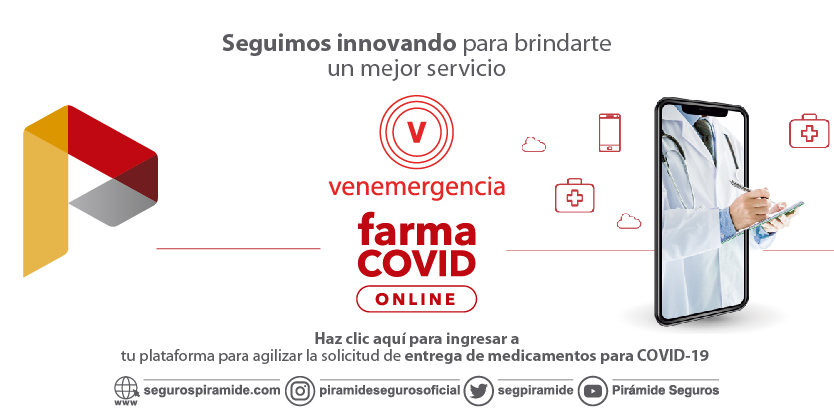 Seguimos innovando para brindarte
un mejor servicio
V
venemergencia
farma
COVID
ONLINE
Haz clic aquí para ingresar a
tu plataforma para agilizar la solicitud de entrega de medicamentos para COVID-19
www segurospiramide.com piramidesegurosoficial segpiramide Pirámide Seguros